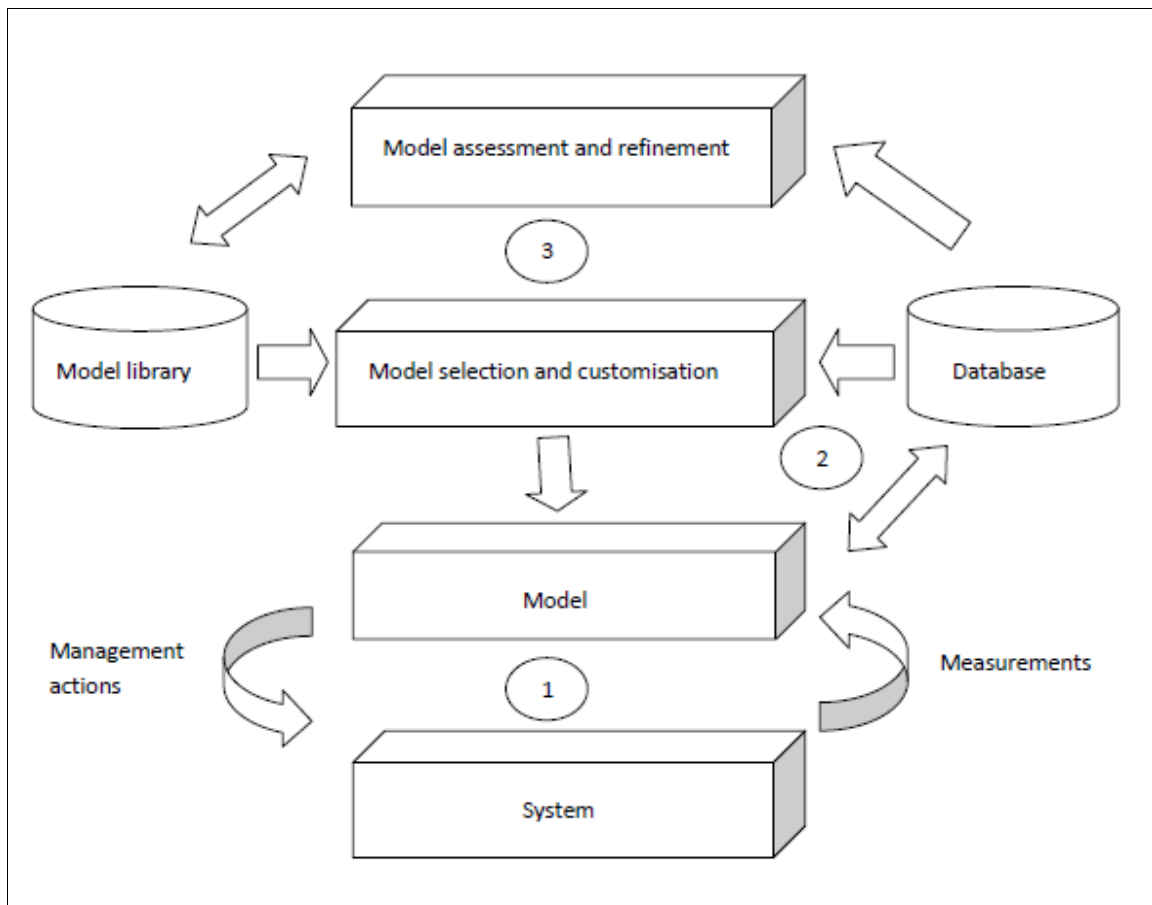 Model assessment and refinement
3
Model library
Model selection and customisation
Database
2
Model
Management
actions
Measurements
1
System